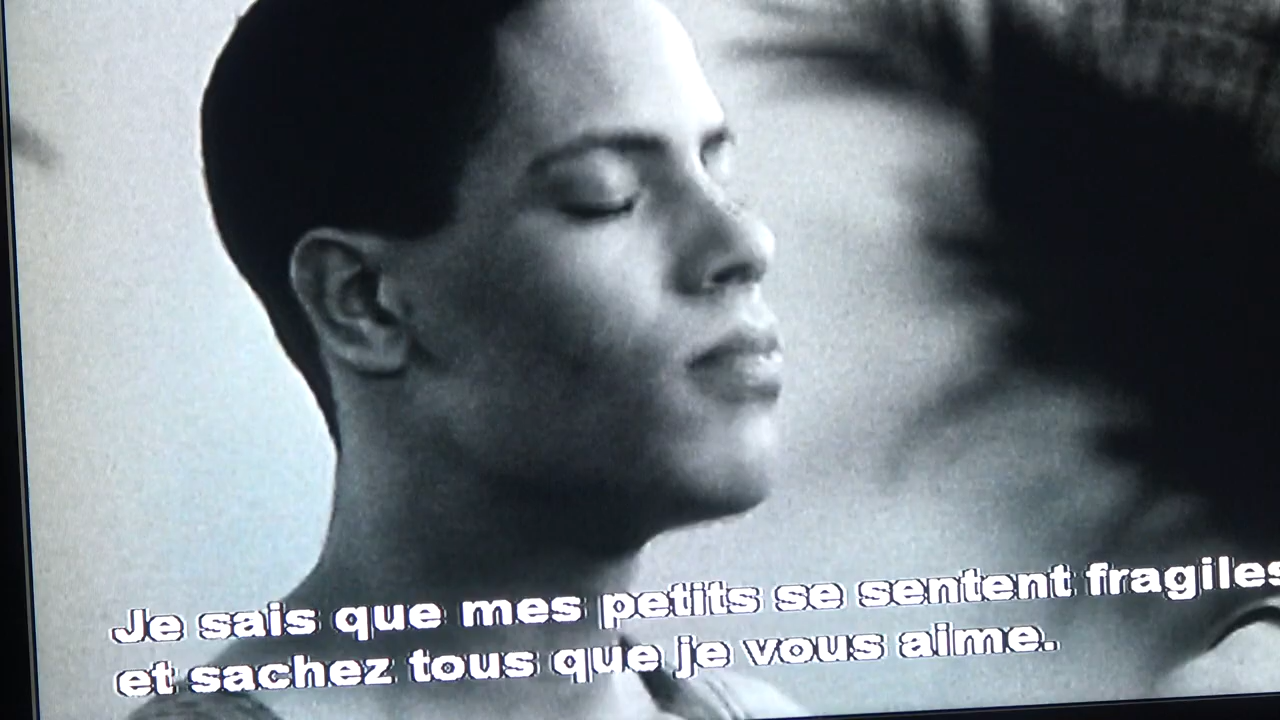 Je sais que mes petits se sentent fragiles
et sachez tous que je vous aime.